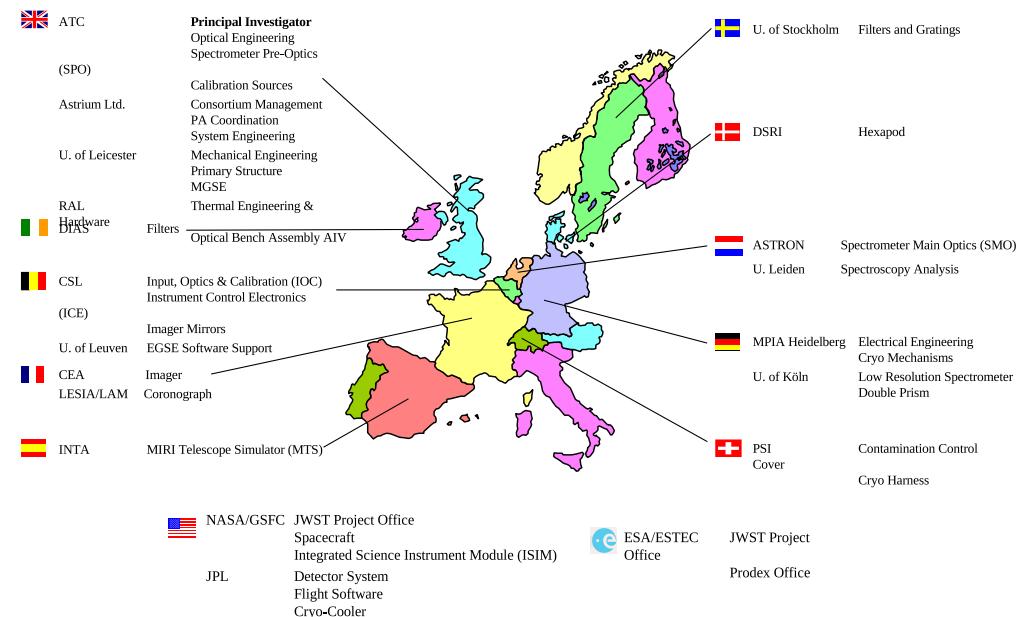 ATC Principal Investigator
Optical Engineering
Spectrometer Pre-Optics
(SPO)
Calibration Sources
Astrium Ltd. Consortium Management
PA Coordination
System Engineering
U. of Leicester Mechanical Engineering
Primary Structure
MGSE
RAL Thermal Engineering &
Hardware
DIAS Filters
Optical Bench Assembly AIV
CSL Input, Optics & Calibration (IOC)
Instrument Control Electronics
(ICE)
Imager Mirrors
U. of Leuven EGSE Software Support
CEA Imager
LESIA/LAM Coronograph
INTA MIRI Telescope Simulator (MTS)
U. of Stockholm Filters and Gratings
DSRI Hexapod
ASTRON Spectrometer Main Optics (SMO)
U. Leiden Spectroscopy Analysis
MPIA Heidelberg Electrical Engineering
Cryo Mechanisms
U. of Köln Low Resolution Spectrometer
Double Prism
PSI Contamination Control
Cover
Cryo Harness
NASA/GSFC JWST Project Office
Spacecraft
Integrated Science Instrument Module (ISIM)
JPL Detector System
Flight Software
Cryo-Cooler
e
ESA/ESTEC JWST Project
Office
Prodex Office